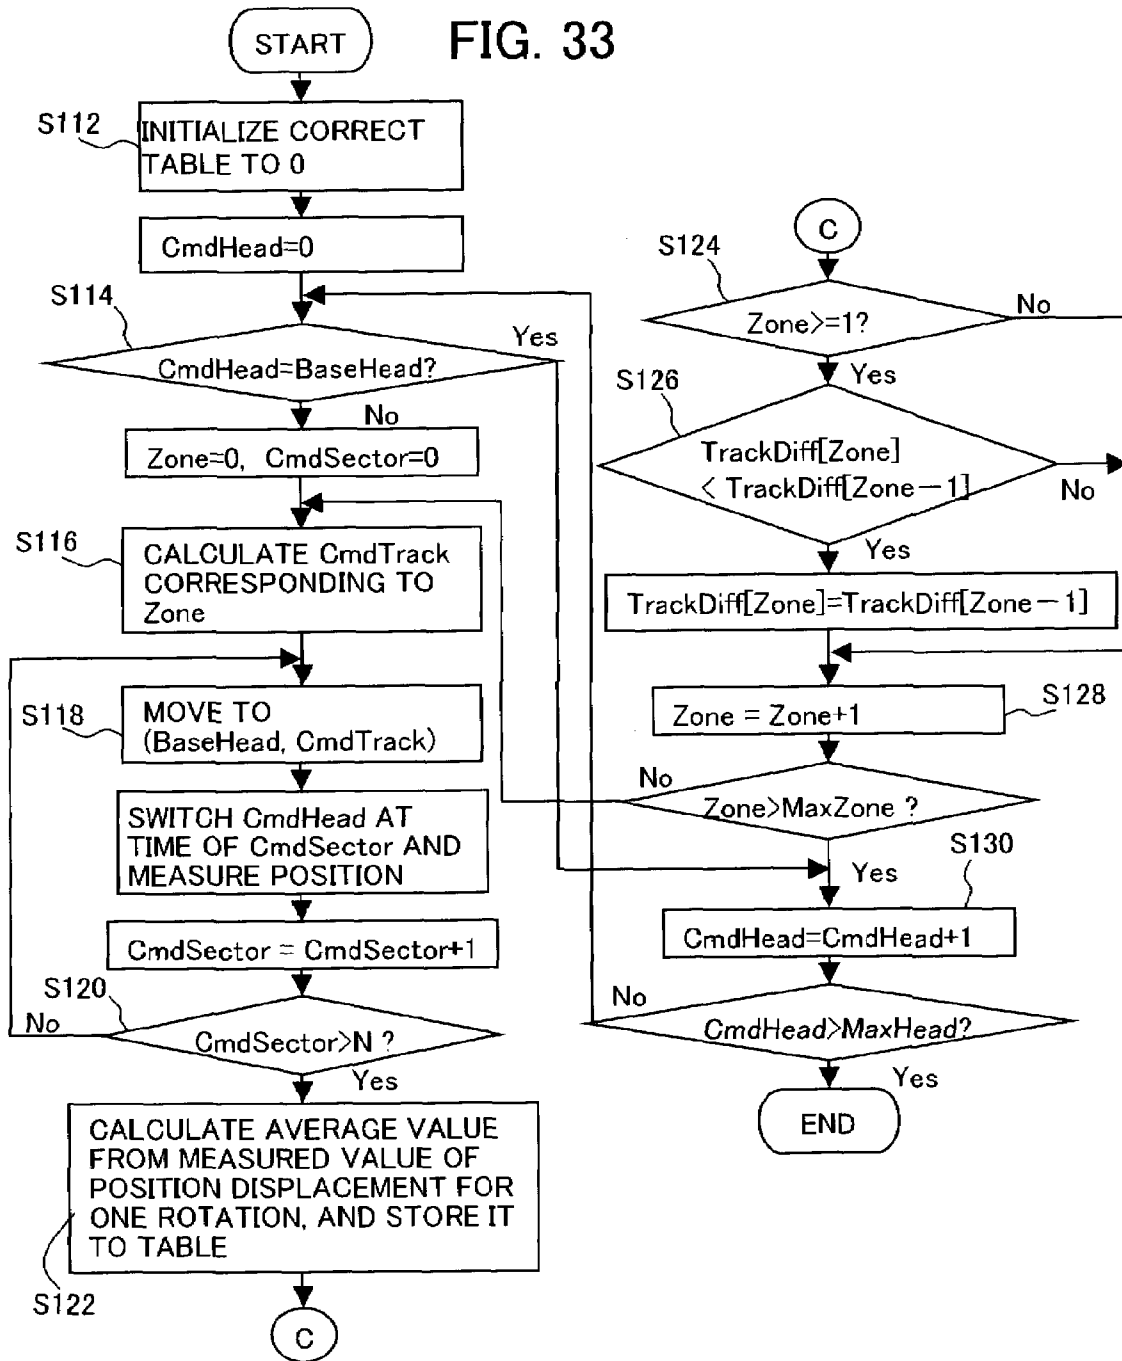 FIG. 33
START
S112
INITIALIZE CORRECT
TABLE TO 0
CmdHead=0
S114
CmdHead=BaseHead?
Yes
No
Zone=0, CmdSector=0
S116
CALCULATE CmdTrack
CORRESPONDING TO
Zone
S118
MOVE TO
(BaseHead, CmdTrack)
SWITCH CmdHead AT
TIME OF CmdSector AND
MEASURE POSITION
CmdSector = CmdSector+1
S120
No
CmdSector>N ?
Yes
CALCULATE AVERAGE VALUE
FROM MEASURED VALUE OF
POSITION DISPLACEMENT FOR
ONE ROTATION, AND STORE IT
TO TABLE
S122
C
C
S124
No
Zone>=1?
Yes
S126
TrackDiff[Zone]
< TrackDiff[Zone-1]
No
Yes
TrackDiff[Zone]=TrackDiff[Zone-1]
S128
Zone = Zone+1
No
Zone>MaxZone ?
Yes
S130
CmdHead=CmdHead+1
No
CmdHead>MaxHead?
Yes
END